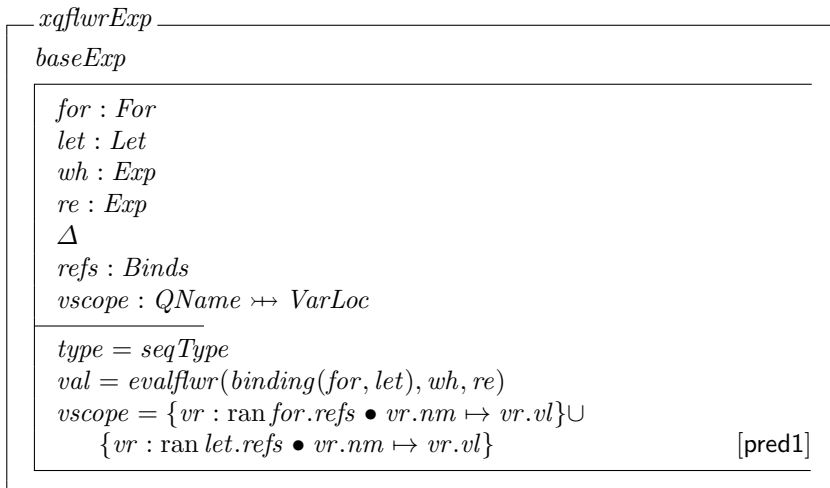 xqflwrExp
baseExp
for : For
let : Let
wh : Exp
re : Exp
Δ
refs : Binds
vscope : QName ⤔ VarLoc
type = seqType
val = evalflwr(binding(for, let), wh, re)
vscope = {vr : ran for.refs • vr.nm ↦ vr.vl}∪
{vr : ran let.refs • vr.nm ↦ vr.vl} [pred1]